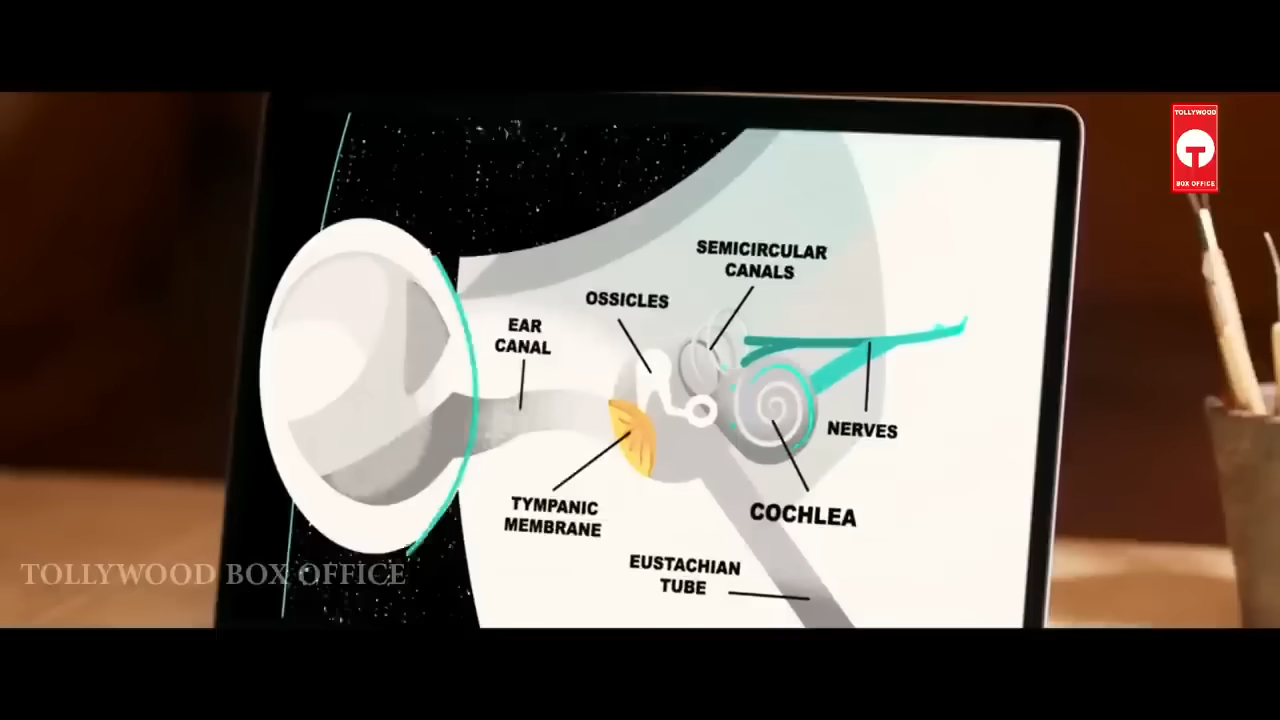 TOLLYWOOD
BOX OFFICE
SEMICIRCULAR
CANALS
OSSICLES
EAR
CANAL
NERVES
TYMPANIC
MEMBRANE
COCHLEA
EUSTACHIAN
TUBE
TOLLYWOOD BOX OFFICE